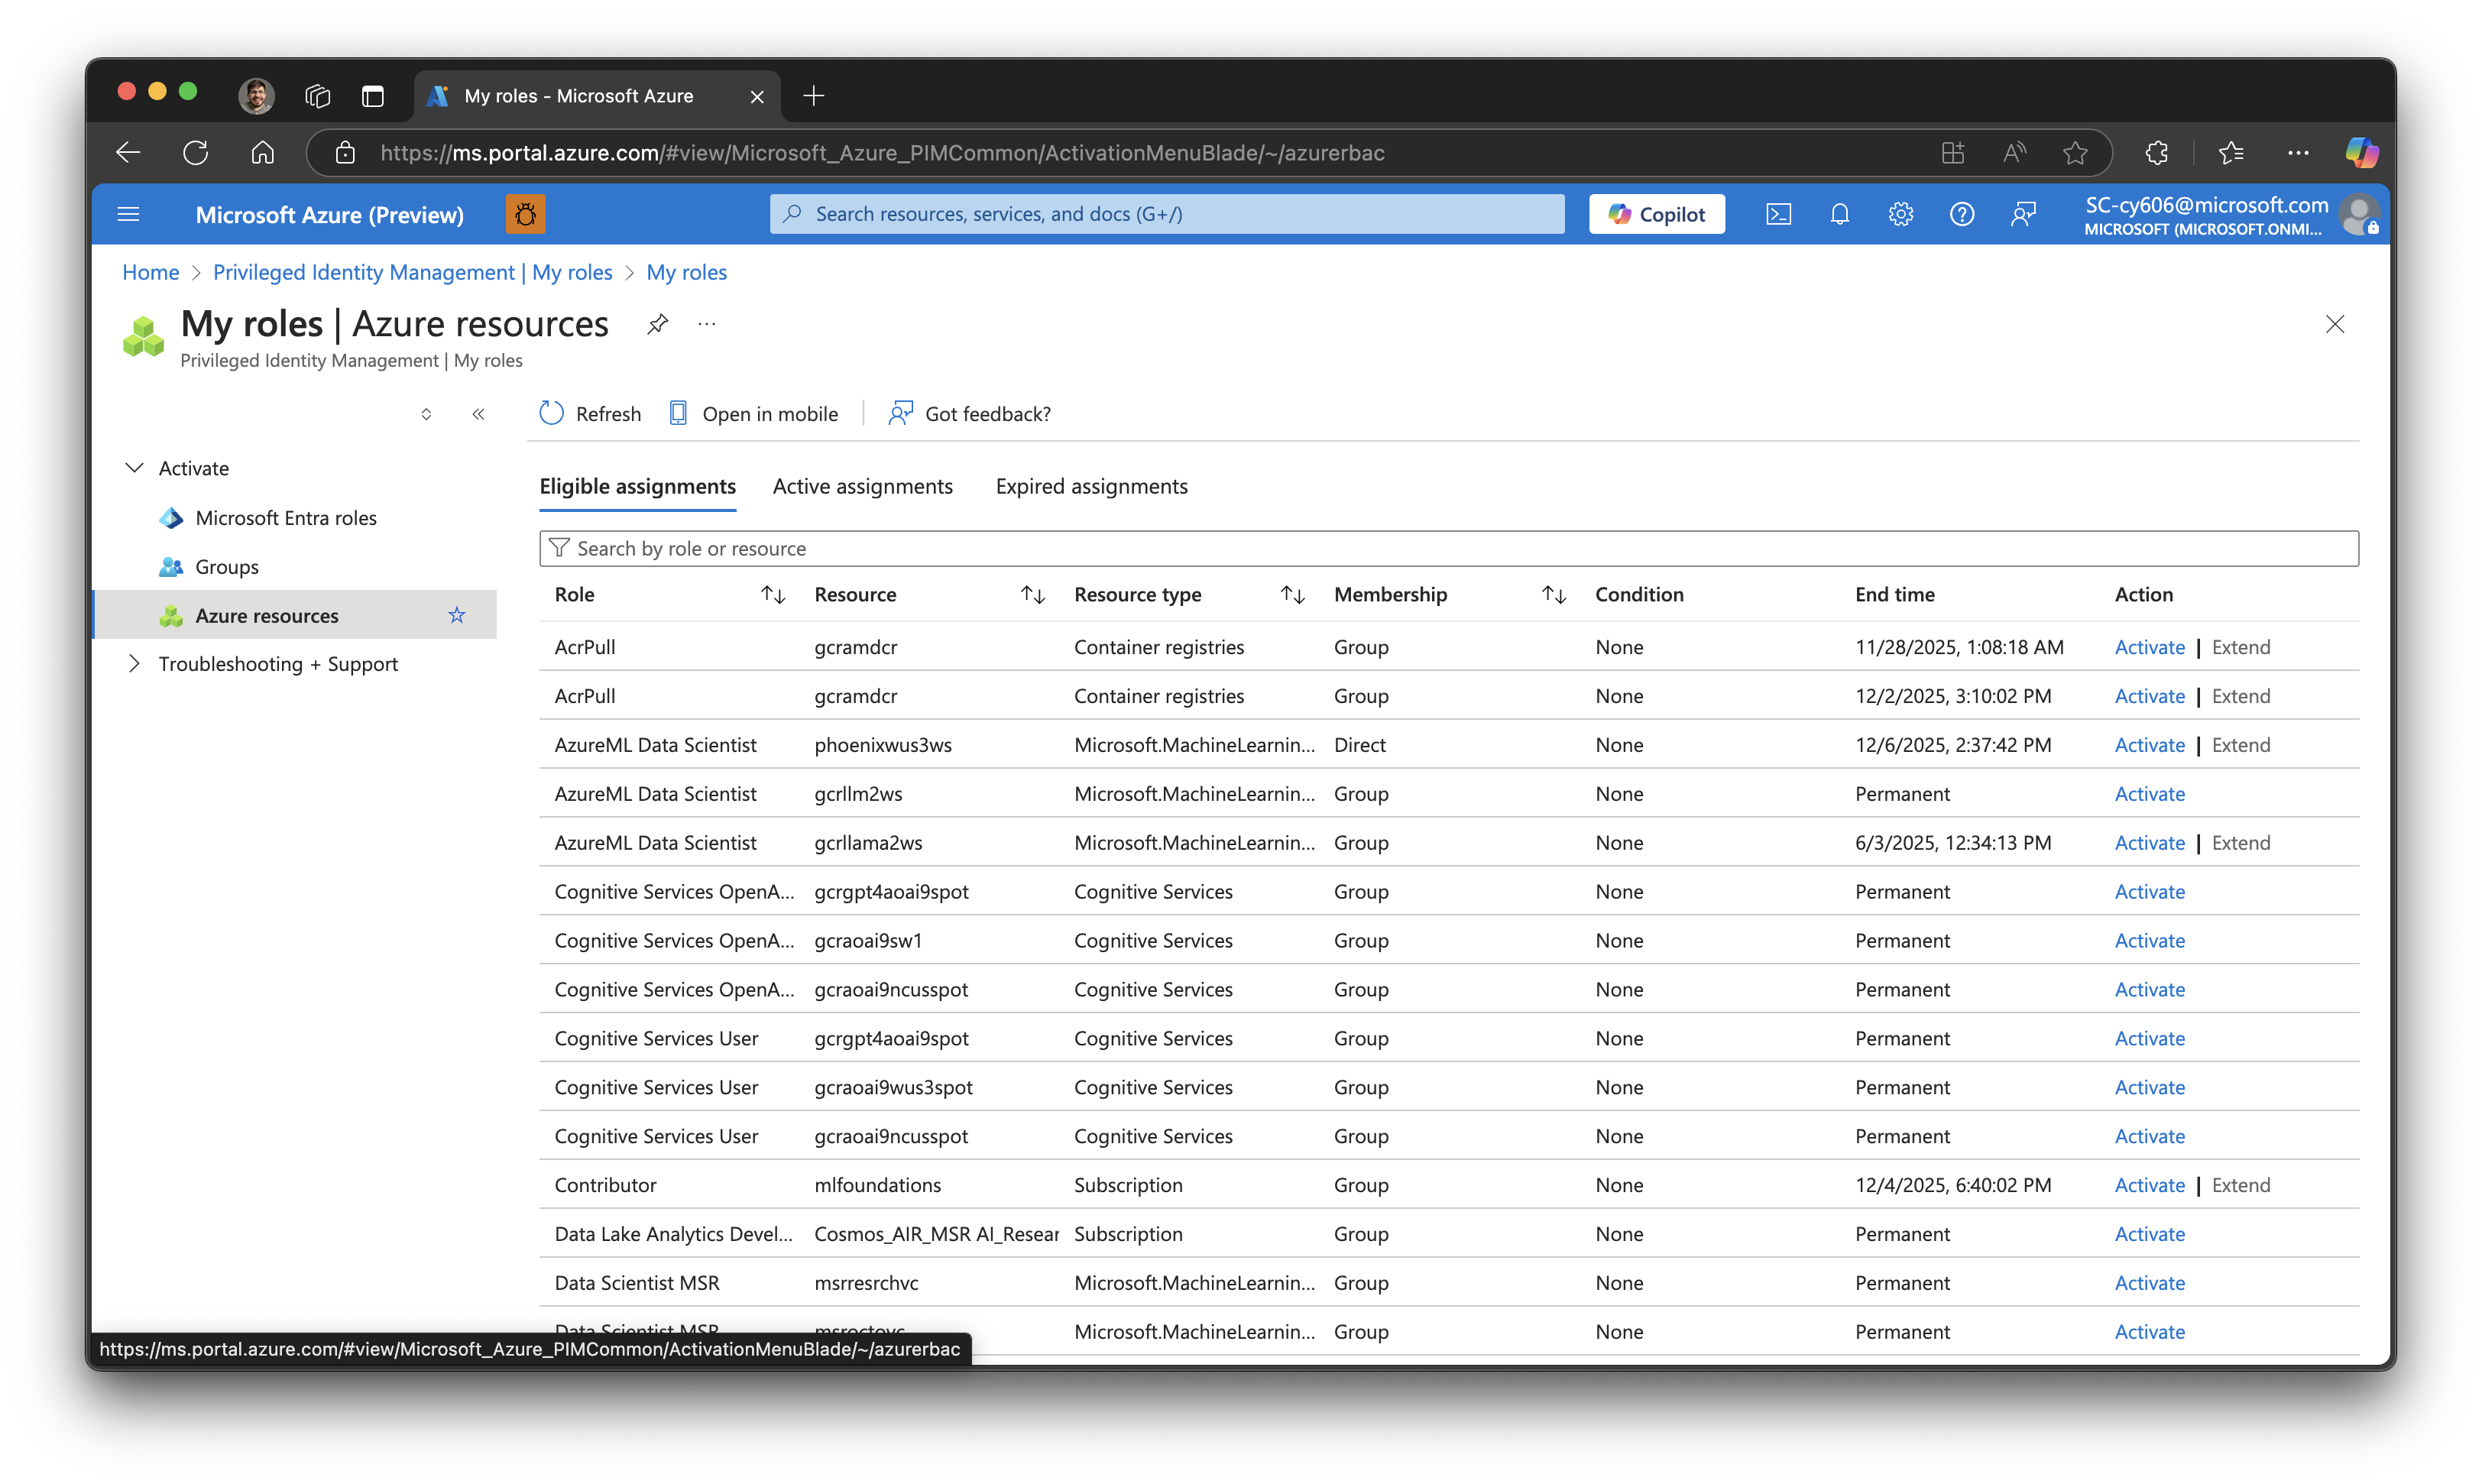 My roles - Microsoft Azure
https://ms.portal.azure.com/#view/Microsoft_Azure_PIMCommon/ActivationMenuBlade/~/azurerbac
Microsoft Azure (Preview)
Search resources, services, and docs (G+/)
Copilot
SC-cy606@microsoft.com
MICROSOFT (MICROSOFT.ONMI...
Home > Privileged Identity Management | My roles > My roles
My roles | Azure resources
Privileged Identity Management | My roles
Refresh Open in mobile Got feedback?
Activate
Microsoft Entra roles
Groups
Azure resources
Troubleshooting + Support
Eligible assignments Active assignments Expired assignments
Search by role or resource
Role Resource Resource type Membership Condition End time Action
AcrPull gcramdcr Container registries Group None 11/28/2025, 1:08:18 AM Activate | Extend
AcrPull gcramdcr Container registries Group None 12/2/2025, 3:10:02 PM Activate | Extend
AzureML Data Scientist phoenixwus3ws Microsoft.MachineLearnin... Direct None 12/6/2025, 2:37:42 PM Activate | Extend
AzureML Data Scientist gcrllm2ws Microsoft.MachineLearnin... Group None Permanent Activate
AzureML Data Scientist gcrllama2ws Microsoft.MachineLearnin... Group None 6/3/2025, 12:34:13 PM Activate | Extend
Cognitive Services OpenA... gcrgpt4aoai9spot Cognitive Services Group None Permanent Activate
Cognitive Services OpenA... gcraoai9sw1 Cognitive Services Group None Permanent Activate
Cognitive Services OpenA... gcraoai9ncusspot Cognitive Services Group None Permanent Activate
Cognitive Services User gcrgpt4aoai9spot Cognitive Services Group None Permanent Activate
Cognitive Services User gcraoai9wus3spot Cognitive Services Group None Permanent Activate
Cognitive Services User gcraoai9ncusspot Cognitive Services Group None Permanent Activate
Contributor mlfoundations Subscription Group None 12/4/2025, 6:40:02 PM Activate | Extend
Data Lake Analytics Devel... Cosmos_AIR_MSR AI_Resear Subscription Group None Permanent Activate
Data Scientist MSR msrresrchvc Microsoft.MachineLearnin... Group None Permanent Activate
Data Scientist MSR msroctovc Microsoft.MachineLearnin... Group None Permanent Activate
https://ms.portal.azure.com/#view/Microsoft_Azure_PIMCommon/ActivationMenuBlade/~/azurerbac